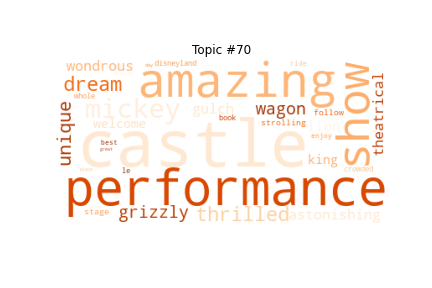 Topic #70
wondrous
disneyland
ride
whole
dream
amazing
show
theatrical
unique
mickey
gulch
wagon
follow
book
strolling
welcome
lion
enjoy
castle
best
great
king
crowded
le
performance
stage
grizzly
thrilled
astonishing